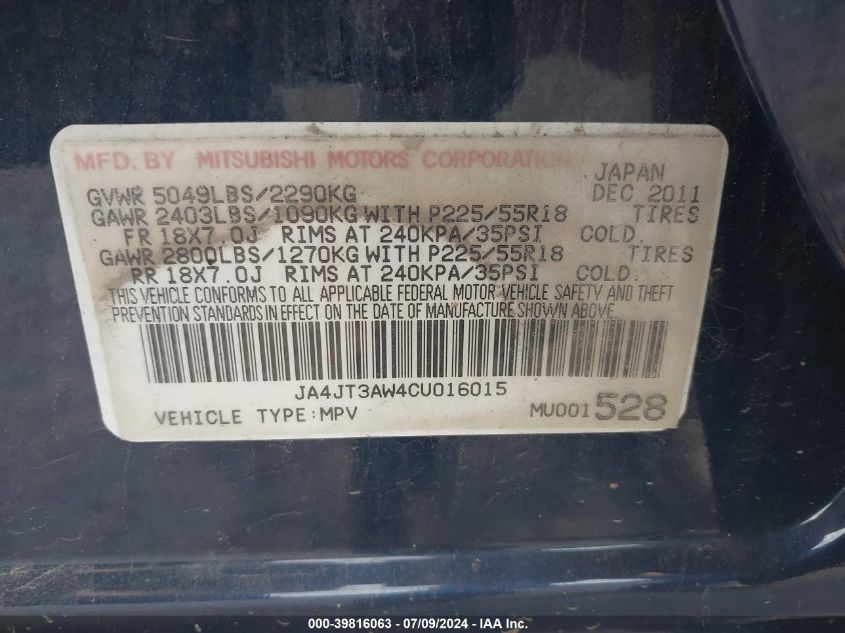 MFD. BY MITSUBISHI MOTORS CORPORATION JAPAN
GVWR 5049LBS/2290KG DEC 2011
GAWR 2403LBS/1090KG WITH P225/55R18 TIRES
FR 18X7.0J RIMS AT 240KPA/35PSI COLD.
GAWR 2800LBS/1270KG WITH P225/55R18 TIRES
RR 18X7.0J RIMS AT 240KPA/35PSI COLD.
THIS VEHICLE CONFORMS TO ALL APPLICABLE FEDERAL MOTOR VEHICLE SAFETY AND THEFT
PREVENTION STANDARDS IN EFFECT ON THE DATE OF MANUFACTURE SHOWN ABOVE.
JA4JT3AW4CU016015
VEHICLE TYPE:MPV MU001528
000-39816063 - 07/09/2024 - IAA, Inc.